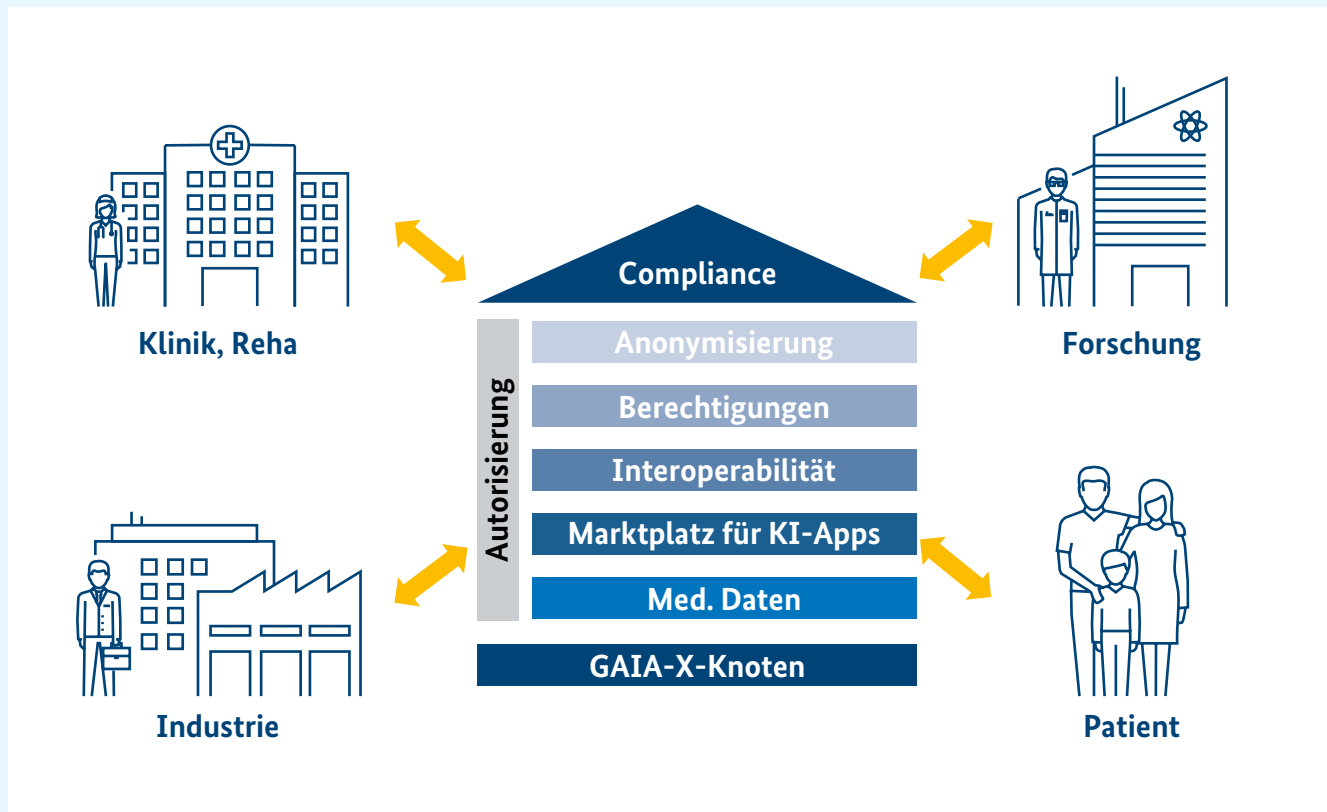 Klinik, Reha
Forschung
Compliance
Autorisierung
Anonymisierung
Berechtigungen
Interoperabilität
Marktplatz für KI-Apps
Med. Daten
GAIA-X-Knoten
Industrie
Patient